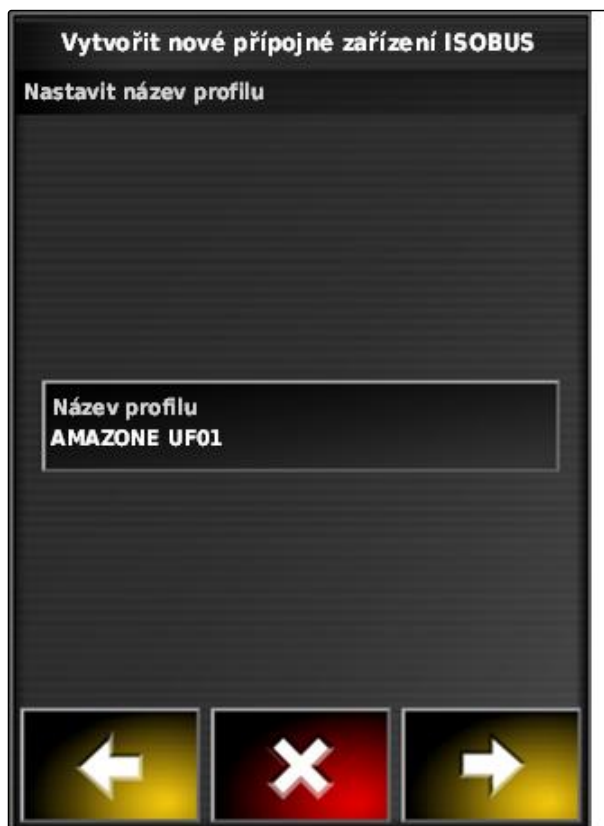 Vytvořit nové přípojné zařízení ISOBUS
Nastavit název profilu
Název profilu
AMAZONE UF01